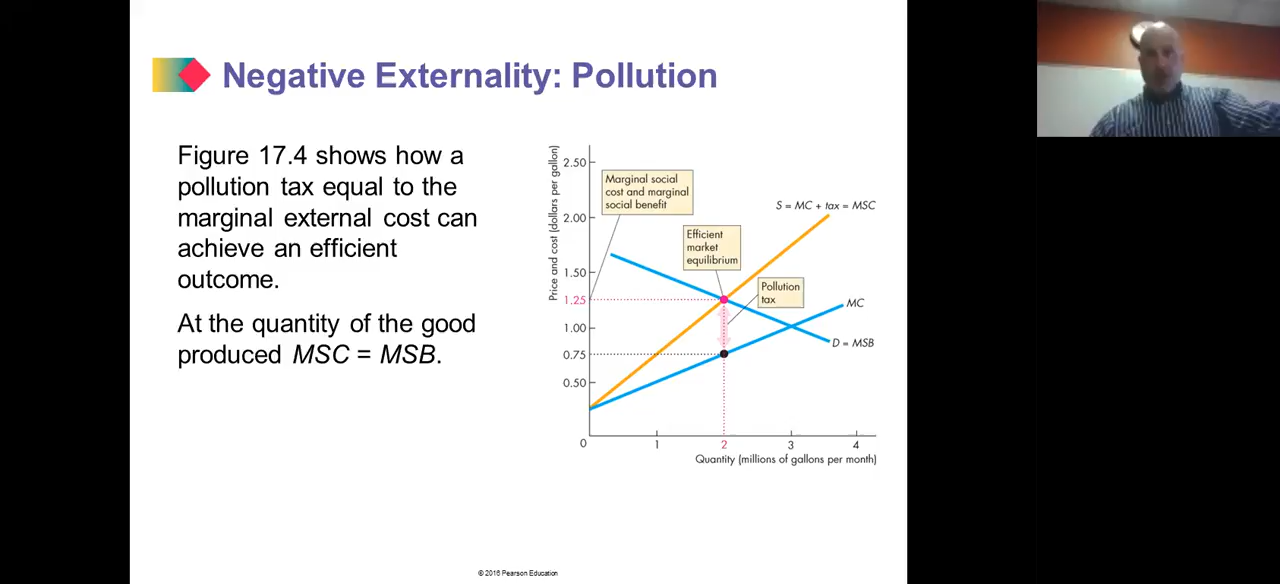 Negative Externality: Pollution
Figure 17.4 shows how a
pollution tax equal to the
marginal external cost can
achieve an efficient
outcome.
At the quantity of the good
produced MSC = MSB.
Price and cost (dollars per gallon)
2.50
2.00
1.50
1.25
1.00
0.75
0.50
0
Marginal social
cost and marginal
social benefit
S = MC + tax = MSC
Efficient
market
equilibrium
Pollution
tax
MC
D = MSB
1
2
3
4
Quantity (millions of gallons per month)
© 2016 Pearson Education